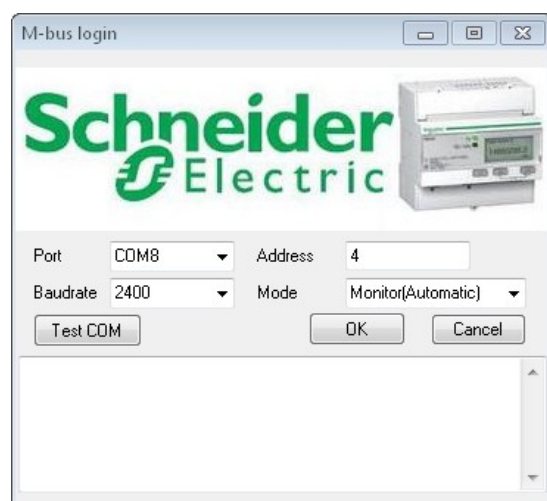 M-bus login
Schneider
Electric
Port COM8 Address 4
Baudrate 2400 Mode Monitor(Automatic)
Test COM OK Cancel